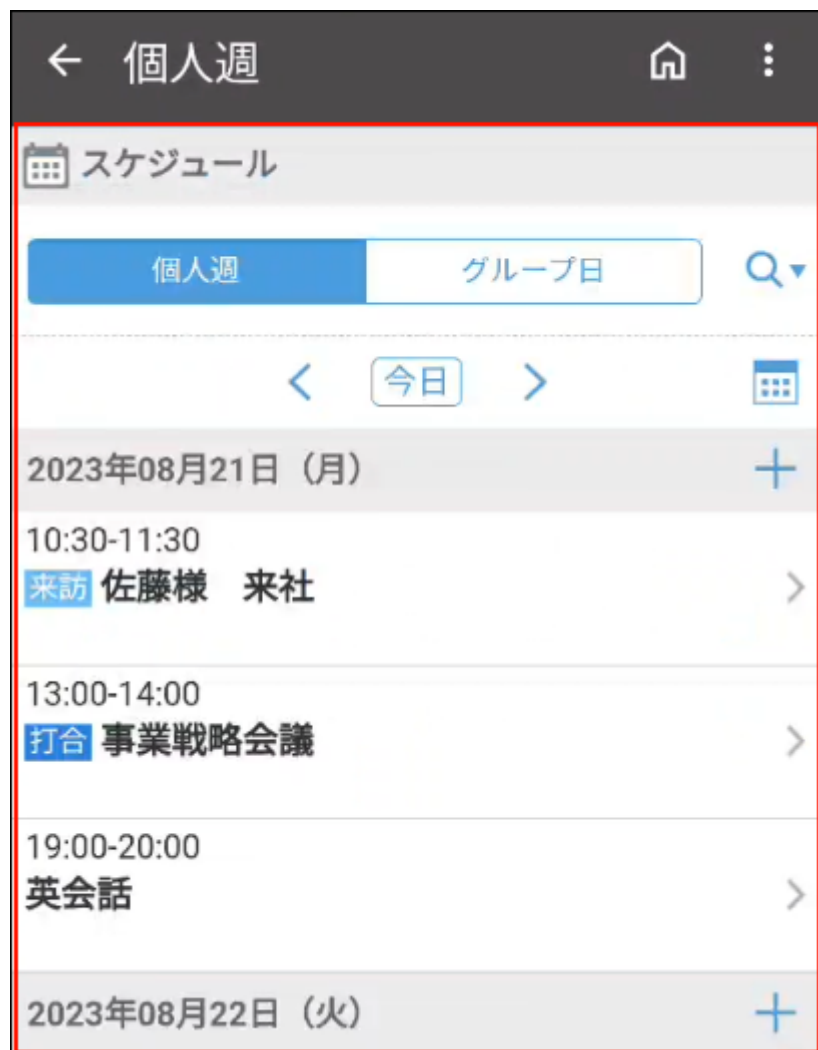 個人週
スケジュール
個人週 グループ日
今日
2023年08月21日（月）
10:30-11:30
来訪 佐藤様　来社
13:00-14:00
打合 事業戦略会議
19:00-20:00
英会話
2023年08月22日（火）